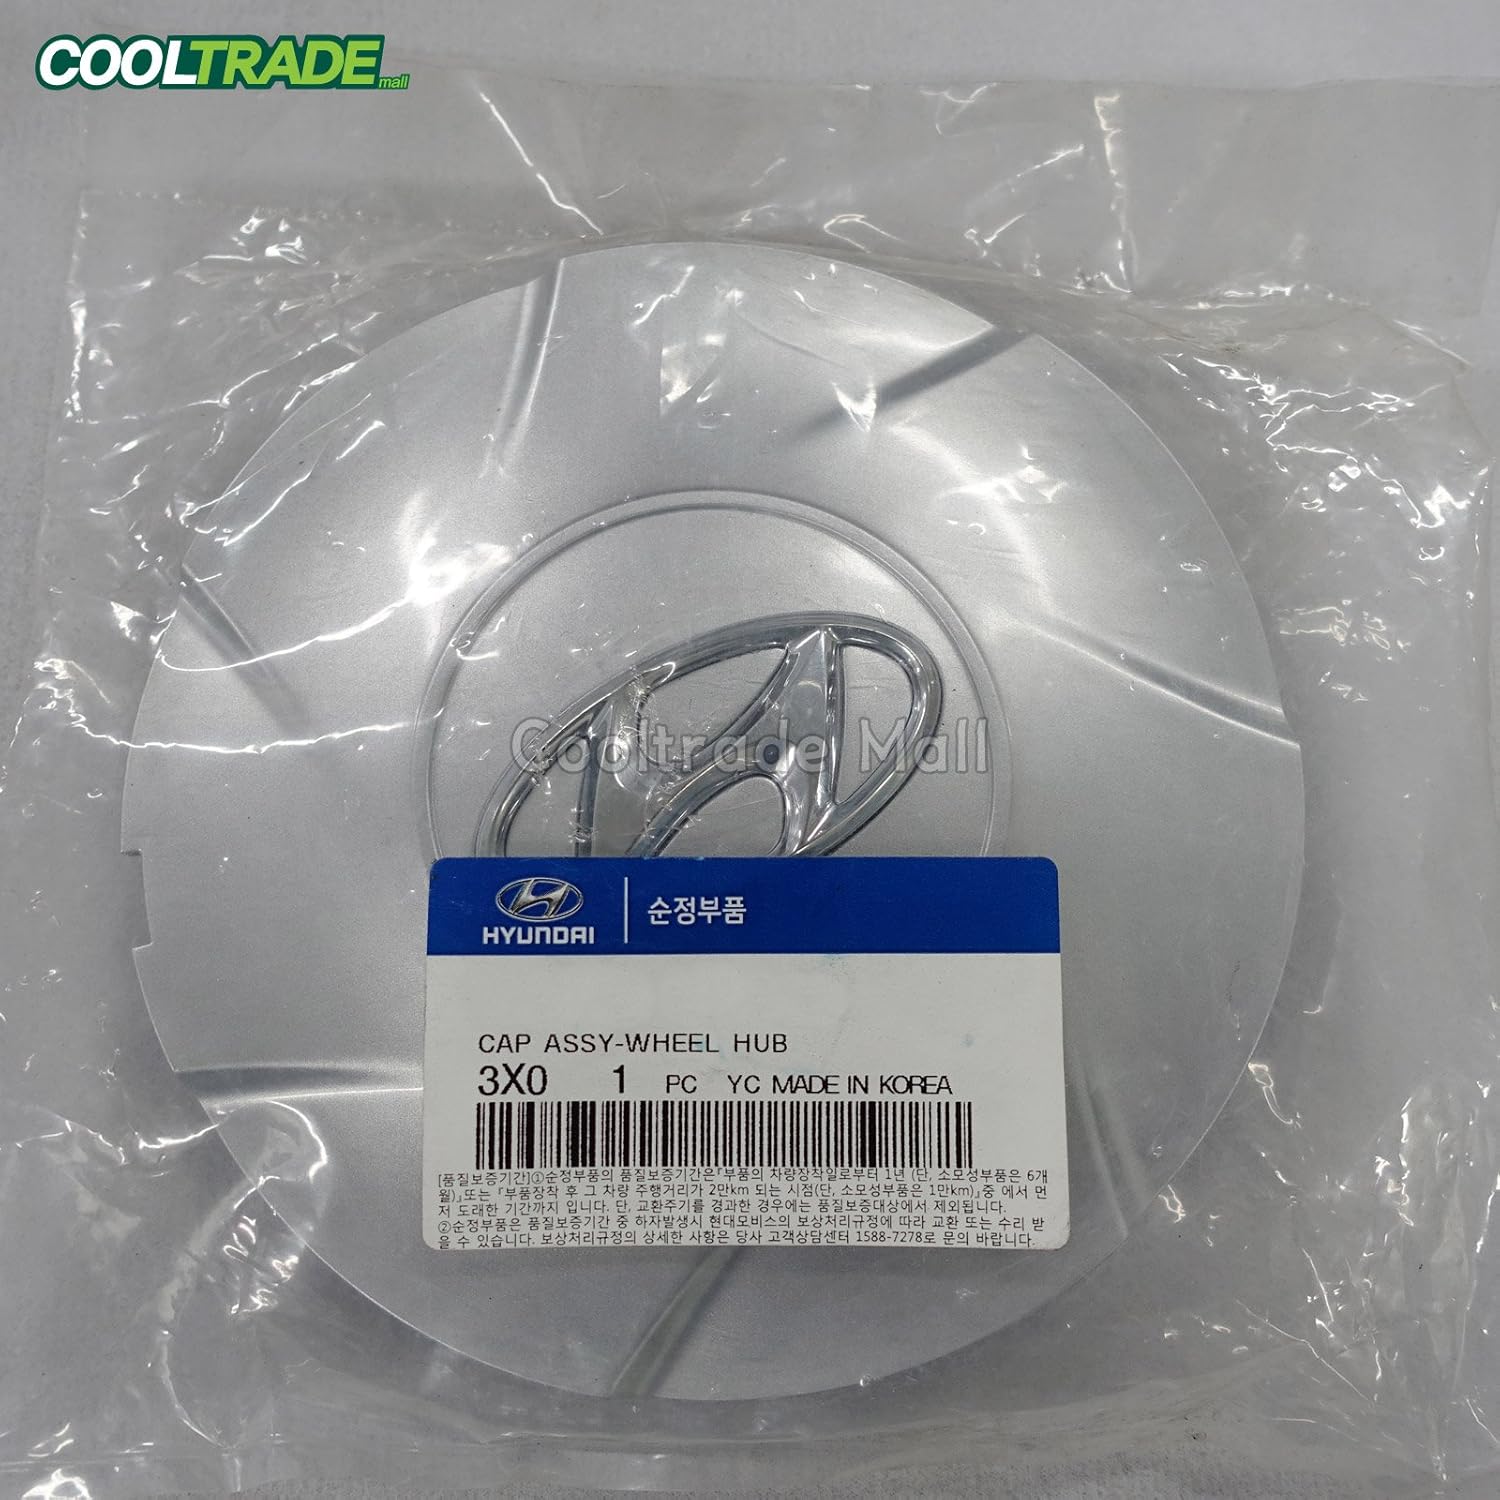 COOLTRADE
mall
Cooltrade Mall
HYUNDAI
순정부품
CAP ASSY-WHEEL HUB
3X0 1 PC YC MADE IN KOREA
[품질보증기간]①순정부품의 품질보증기간은『부품의 차량장착일로부터 1년 (단, 소모성부품은 6개
월)』또는 『부품장착 후 그 차량 주행거리가 2만km 되는 시점(단, 소모성부품은 1만km)』중 에서 먼
저 도래한 기간까지 입니다. 단, 교환주기를 경과한 경우에는 품질보증대상에서 제외됩니다.
②순정부품은 품질보증기간 중 하자발생시 현대모비스의 보상처리규정에 따라 교환 또는 수리 받
을 수 있습니다. 보상처리규정의 상세한 사항은 당사 고객상담센터 1588-7278로 문의 바랍니다.